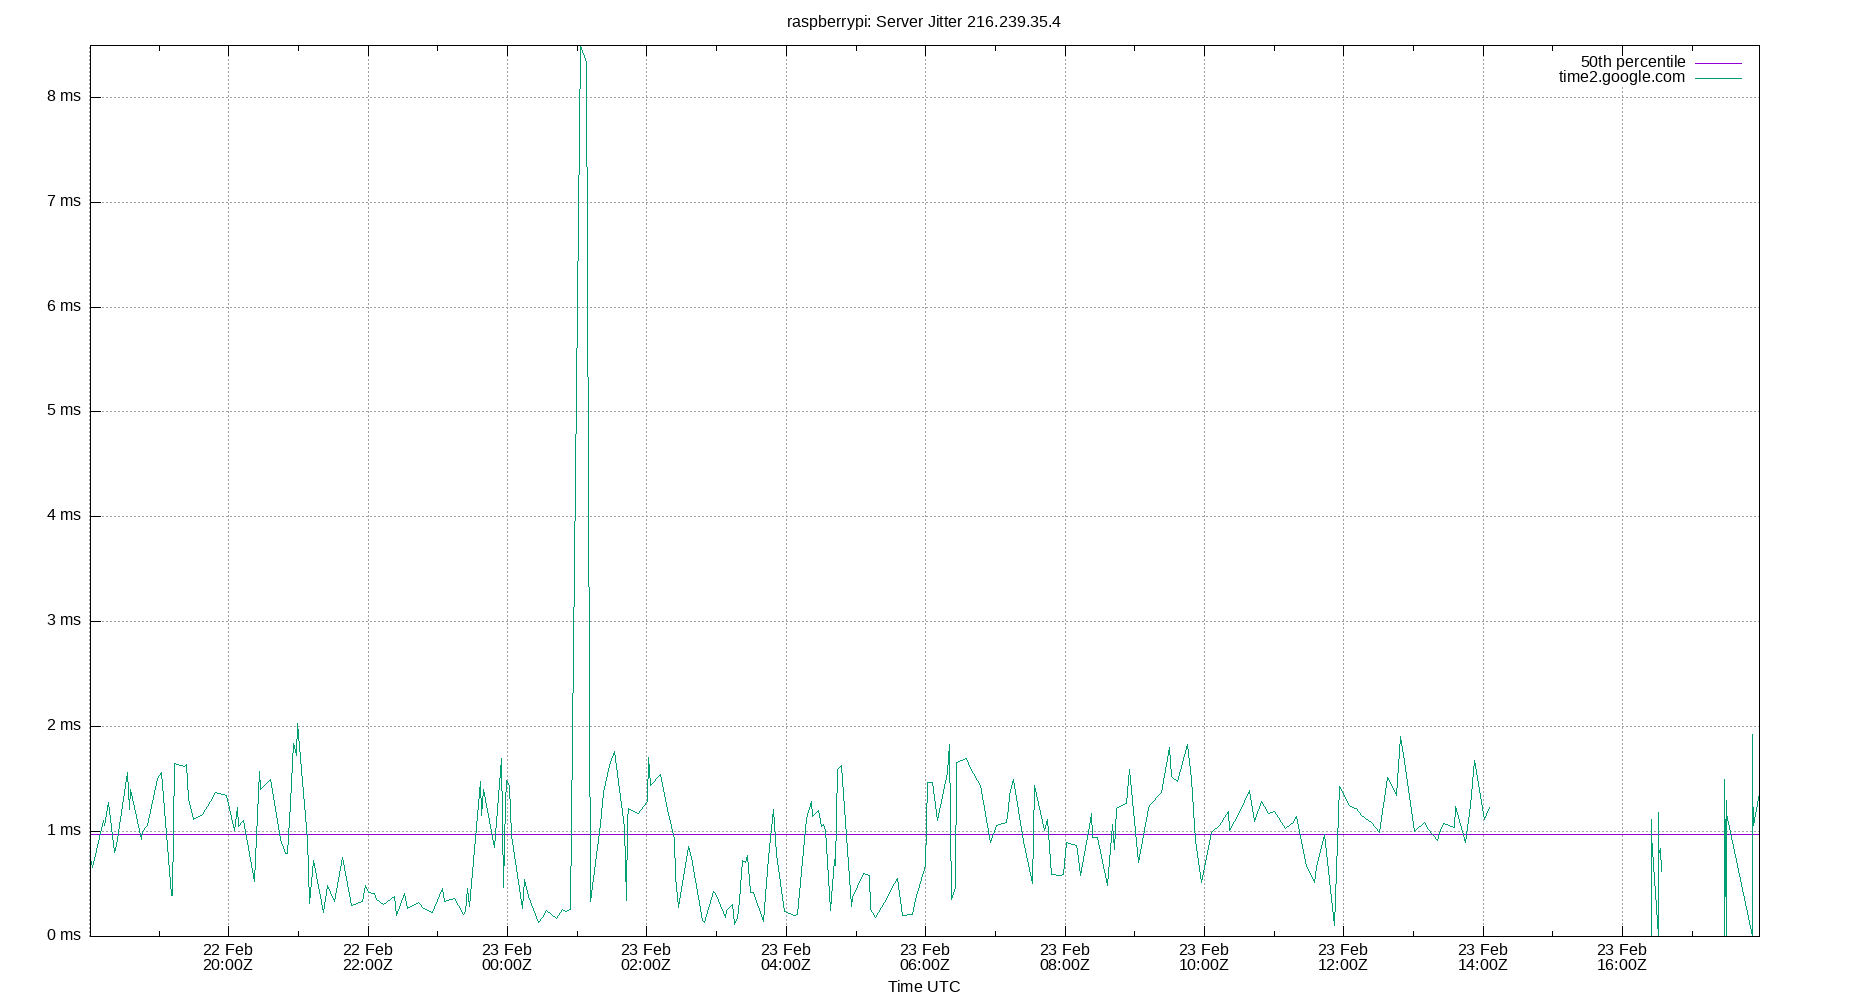 raspberrypi: Server Jitter 216.239.35.4
50th percentile
time2.google.com
8 ms
7 ms
6 ms
5 ms
4 ms
3 ms
2 ms
1 ms
0 ms
22 Feb 22 Feb 23 Feb 23 Feb 23 Feb 23 Feb 23 Feb 23 Feb 23 Feb 23 Feb 23 Feb
20:00Z 22:00Z 00:00Z 02:00Z 04:00Z 06:00Z 08:00Z 10:00Z 12:00Z 14:00Z 16:00Z
Time UTC